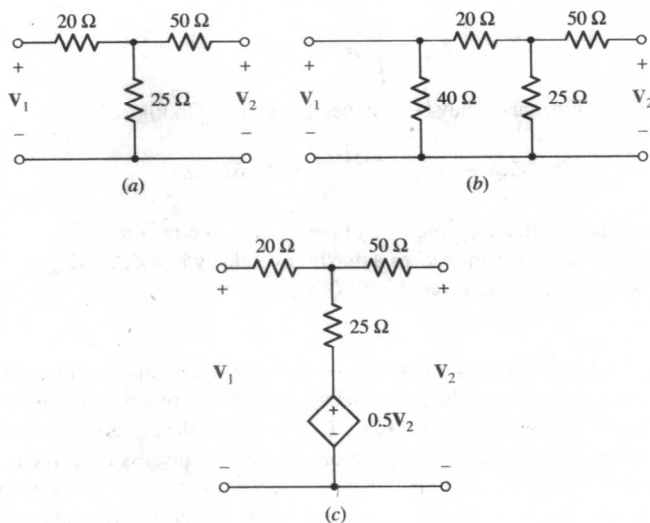 20 Ω 50 Ω
+ +
V1 25 Ω V2
− −
(a)
20 Ω 50 Ω
+ +
V1 40 Ω 25 Ω V2
− −
(b)
20 Ω 50 Ω
+ +
25 Ω
V1 V2
+
− 0.5V2
− −
(c)